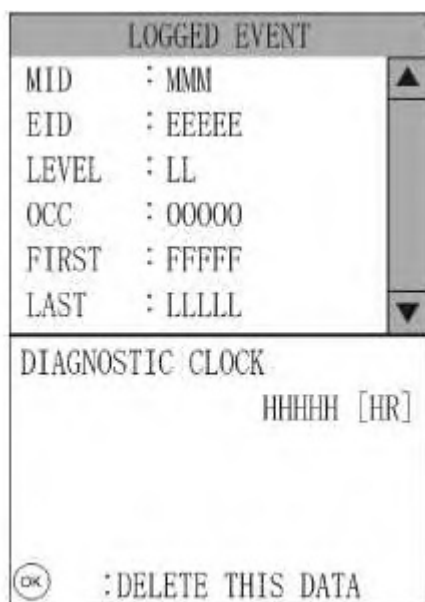 LOGGED EVENT
MID : MMM
EID : EEEEE
LEVEL : LL
OCC : OOOOO
FIRST : FFFFF
LAST : LLLLL
DIAGNOSTIC CLOCK
HHHHH [HR]
OK :DELETE THIS DATA